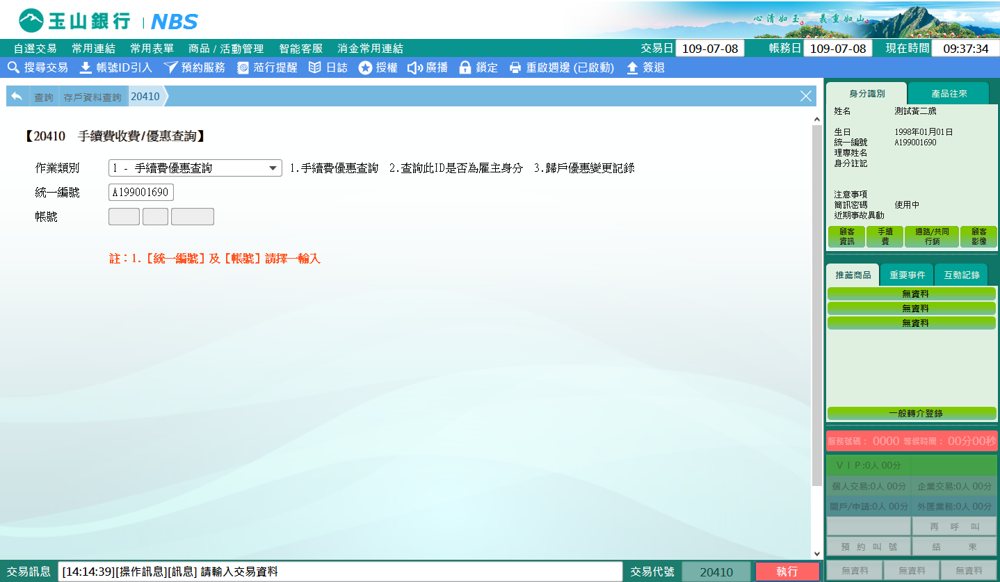 玉山銀行 | NBS
心清如玉。義重如山。
自選交易 常用連結 常用表單 商品 / 活動管理 智能客服 消金常用連結 交易日 109-07-08 帳務日 109-07-08 現在時間 09:37:34
搜尋交易 帳號ID引入 預約服務 蒞行提醒 日誌 授權 廣播 鎖定 重啟週邊 (已啟動) 簽退
查詢 存戶資料查詢 20410
【20410 手續費收費/優惠查詢】
作業類別 1 - 手續費優惠查詢 1.手續費優惠查詢 2.查詢此ID是否為雇主身分 3.歸戶優惠變更記錄
統一編號 A199001690
帳號
註：1.［統一編號］及［帳號］請擇一輸入
身分識別 產品往來
姓名 測試黃二歲
生日 1998年01月01日
統一編號 A199001690
理專姓名
身分註記
注意事項
簡訊密碼 使用中
近期事故異動
顧客資訊 手續費 通路/共同行銷 顧客影像
推薦商品 重要事件 互動記錄
無資料
無資料
無資料
一般轉介登錄
服務號碼： 0000 等候時間： 00分00秒
ＶＩＰ:0人 00分
個人交易:0人 00分 企業交易:0人 00分
開戶/申請:0人 00分 外匯業務:0人 00分
再 呼 叫
預 約 叫 號 結 束
無資料 無資料 無資料
交易訊息 [14:14:39][操作訊息][訊息] 請輸入交易資料 交易代號 20410 執行